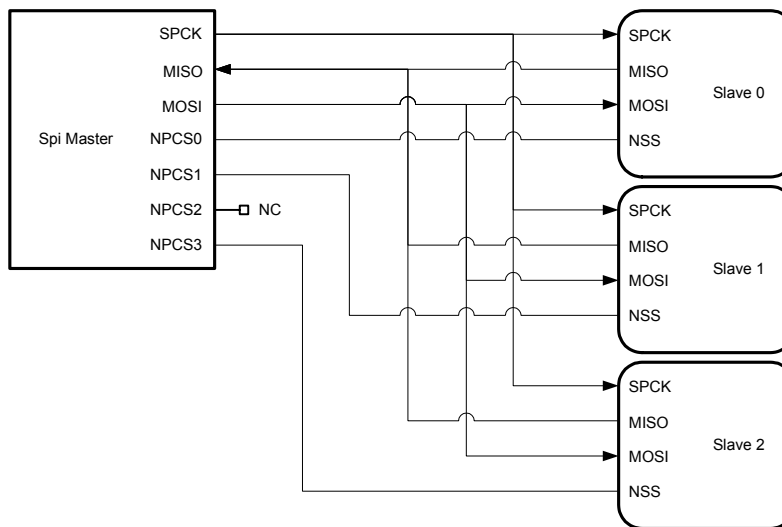 SPCK
MISO
MOSI
Spi Master
NPCS0
NPCS1
NPCS2
NC
NPCS3
SPCK
MISO
Slave 0
MOSI
NSS
SPCK
MISO
Slave 1
MOSI
NSS
SPCK
MISO
Slave 2
MOSI
NSS